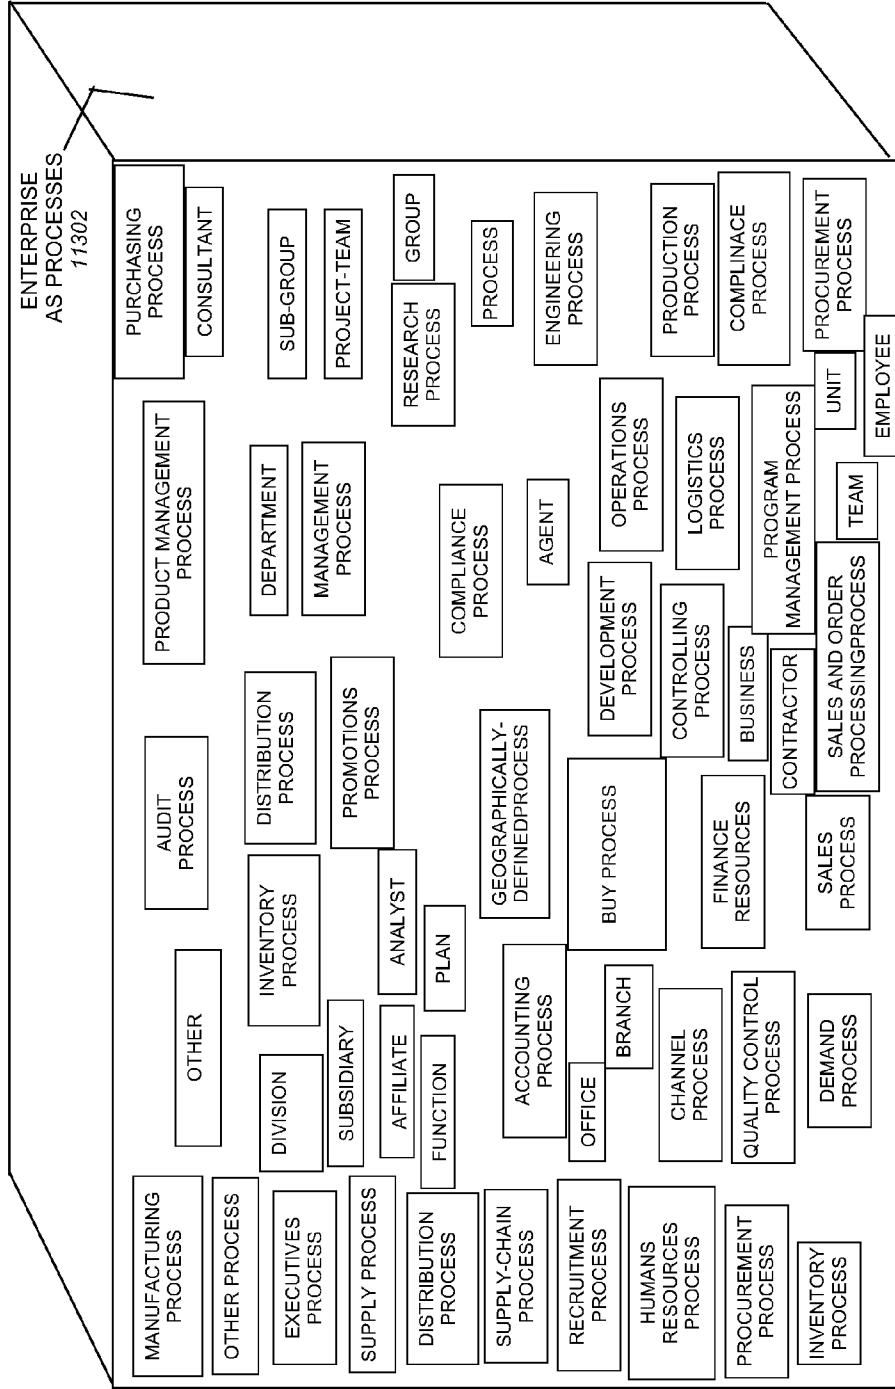 ENTERPRISE
AS PROCESSES
11302
MANUFACTURING
PROCESS
OTHER
AUDIT
PROCESS
PRODUCT MANAGEMENT
PROCESS
PURCHASING
PROCESS
OTHER PROCESS
CONSULTANT
EXECUTIVES
PROCESS
DIVISION
INVENTORY
PROCESS
DISTRIBUTION
PROCESS
DEPARTMENT
SUB-GROUP
SUPPLY PROCESS
SUBSIDIARY
PROMOTIONS
PROCESS
MANAGEMENT
PROCESS
PROJECT-TEAM
DISTRIBUTION
PROCESS
AFFILIATE
ANALYST
FUNCTION
PLAN
RESEARCH
PROCESS
GROUP
SUPPLY-CHAIN
PROCESS
ACCOUNTING
PROCESS
GEOGRAPHICALLY-
DEFINEDPROCESS
COMPLIANCE
PROCESS
PROCESS
RECRUITMENT
PROCESS
OFFICE
AGENT
ENGINEERING
PROCESS
HUMANS
RESOURCES
PROCESS
BRANCH
BUY PROCESS
DEVELOPMENT
PROCESS
OPERATIONS
PROCESS
CHANNEL
PROCESS
CONTROLLING
PROCESS
LOGISTICS
PROCESS
PRODUCTION
PROCESS
PROCUREMENT
PROCESS
QUALITY CONTROL
PROCESS
FINANCE
RESOURCES
BUSINESS
PROGRAM
MANAGEMENT PROCESS
COMPLINACE
PROCESS
INVENTORY
PROCESS
DEMAND
PROCESS
SALES
PROCESS
CONTRACTOR
SALES AND ORDER
PROCESSINGPROCESS
TEAM
UNIT
PROCUREMENT
PROCESS
EMPLOYEE